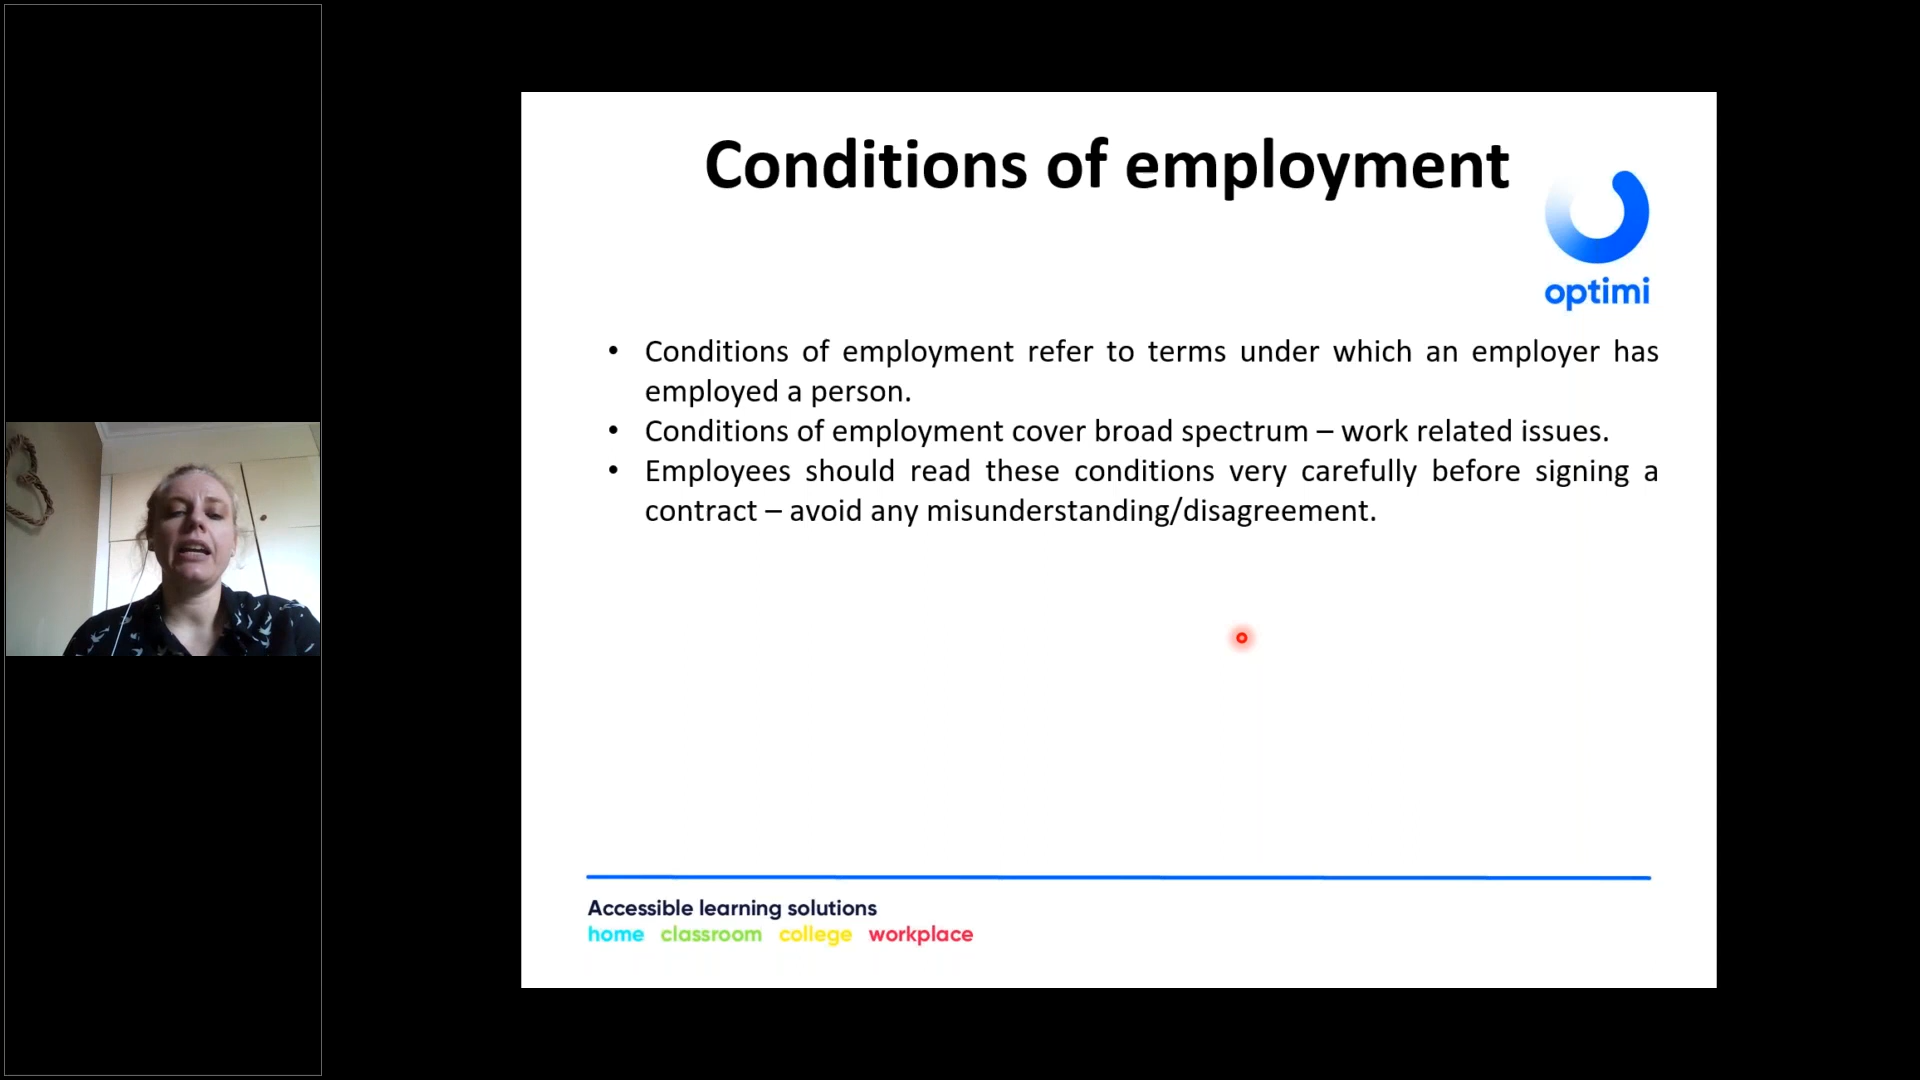 Conditions of employment
optimi
• Conditions of employment refer to terms under which an employer has
employed a person.
• Conditions of employment cover broad spectrum – work related issues.
• Employees should read these conditions very carefully before signing a
contract – avoid any misunderstanding/disagreement.
Accessible learning solutions
home classroom college workplace